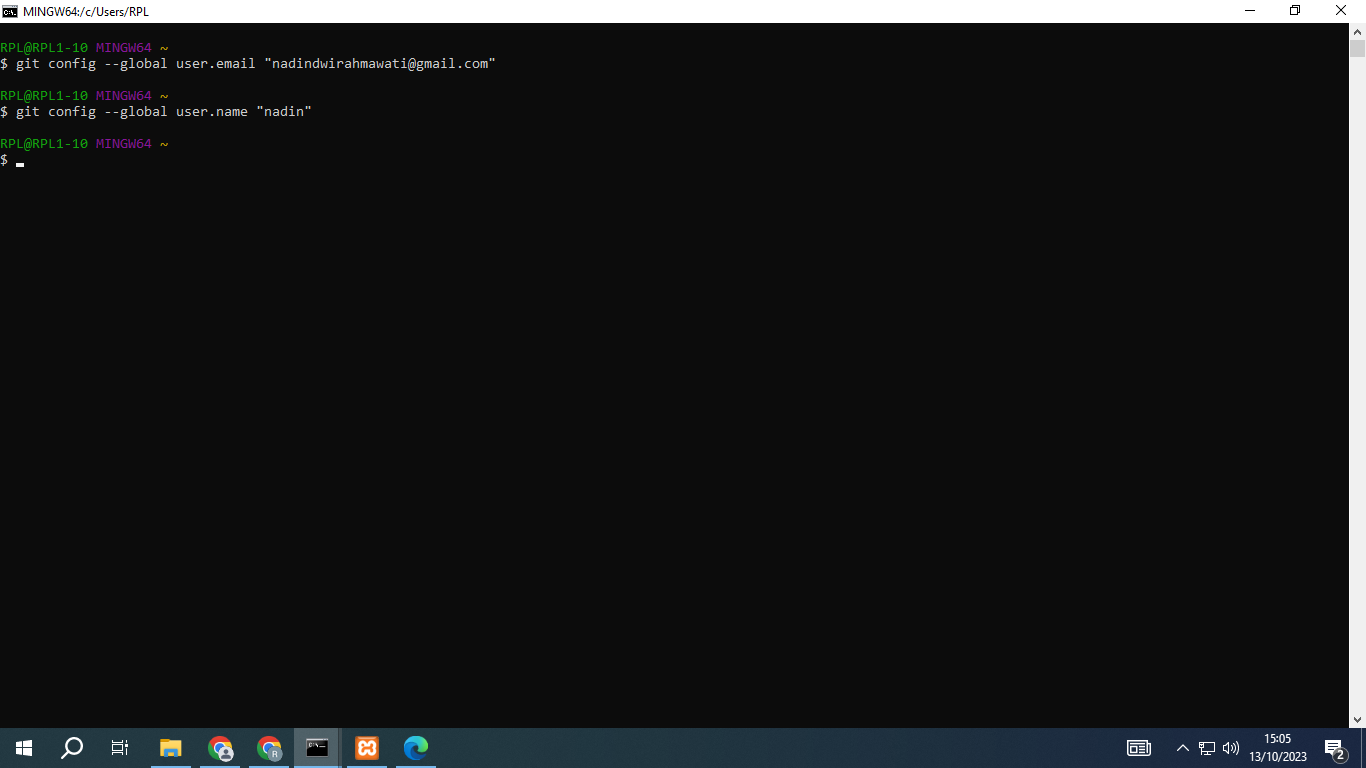 MINGW64:/c/Users/RPL
RPL@RPL1-10 MINGW64 ~
$ git config --global user.email "nadindwirahmawati@gmail.com"
RPL@RPL1-10 MINGW64 ~
$ git config --global user.name "nadin"
RPL@RPL1-10 MINGW64 ~
$
R
15:05
13/10/2023
2